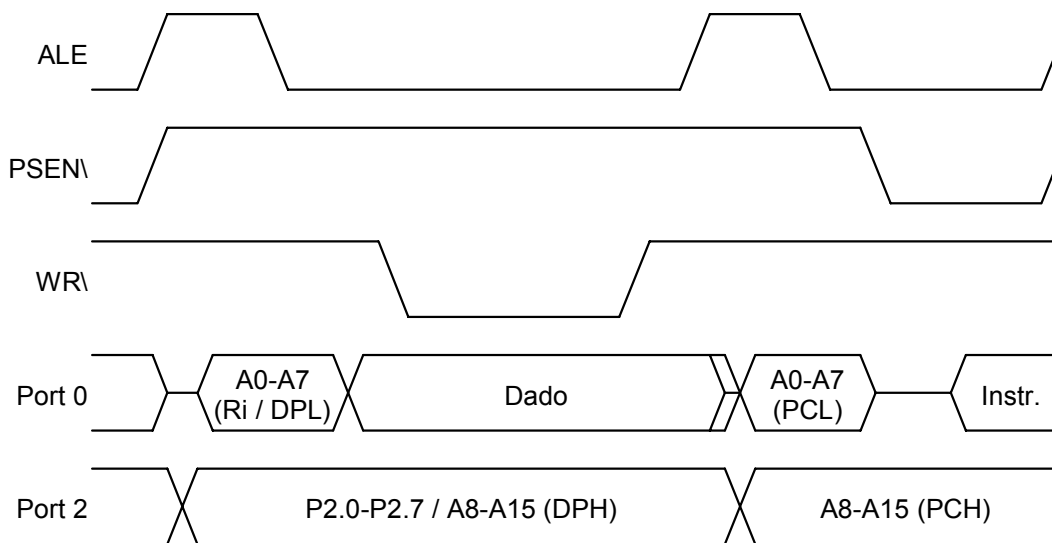 ALE
PSEN\
WR\
Port 0
A0-A7
(Ri / DPL)
Dado
A0-A7
(PCL)
Instr.
Port 2
P2.0-P2.7 / A8-A15 (DPH)
A8-A15 (PCH)